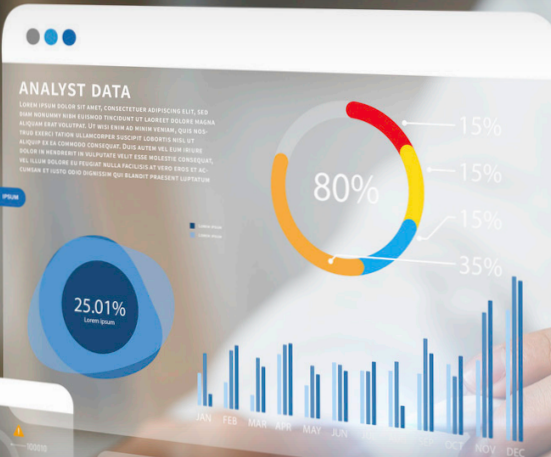 ANALYST DATA
LOREM IPSUM DOLOR SIT AMET, CONSECTETUER ADIPISCING ELIT, SED
DIAM NONUMMY NIBH EUISMOD TINCIDUNT UT LAOREET DOLORE MAGNA
ALIQUAM ERAT VOLUTPAT. UT WISI ENIM AD MINIM VENIAM, QUIS NOS-
TRUD EXERCI TATION ULLAMCORPER SUSCIPIT LOBORTIS NISL UT
ALIQUIP EX EA COMMODO CONSEQUAT. DUIS AUTEM VEL EUM IRIURE
DOLOR IN HENDRERIT IN VULPUTATE VELIT ESSE MOLESTIE CONSEQUAT,
VEL ILLUM DOLORE EU FEUGIAT NULLA FACILISIS AT VERO EROS ET AC-
CUMSAN ET IUSTO ODIO DIGNISSIM QUI BLANDIT PRAESENT LUPTATUM
IPSUM
80%
15%
15%
15%
35%
25.01%
Lorem ipsum
JAN FEB MAR APR MAY JUN OCT NOV DEC